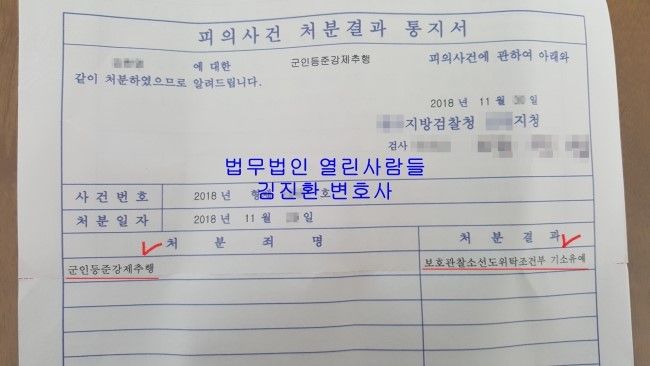 피의사건 처분결과 통지서
에 대한 군인등준강제추행 피의사건에 관하여 아래와
같이 처분하였으므로 알려드립니다.
2018 년 11 월 일
지방검찰청 지청
검사
법무법인 열린사람들
김진환 변호사
사 건 번 호 2018 년 형 호
처 분 일 자 2018 년 11 월 일
처 분 죄 명 처 분 결 과
군인등준강제추행 보호관찰소선도위탁조건부 기소유예